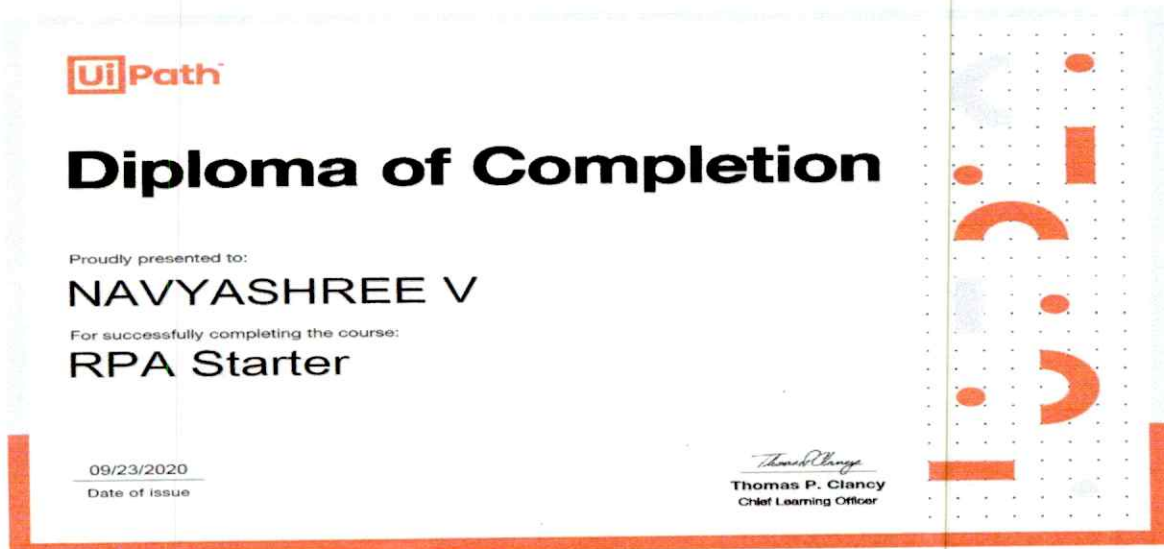 UiPath
Diploma of Completion
Proudly presented to:
NAVYASHREE V
For successfully completing the course:
RPA Starter
09/23/2020
Date of issue
Thomas P. Clancy
Chief Learning Officer